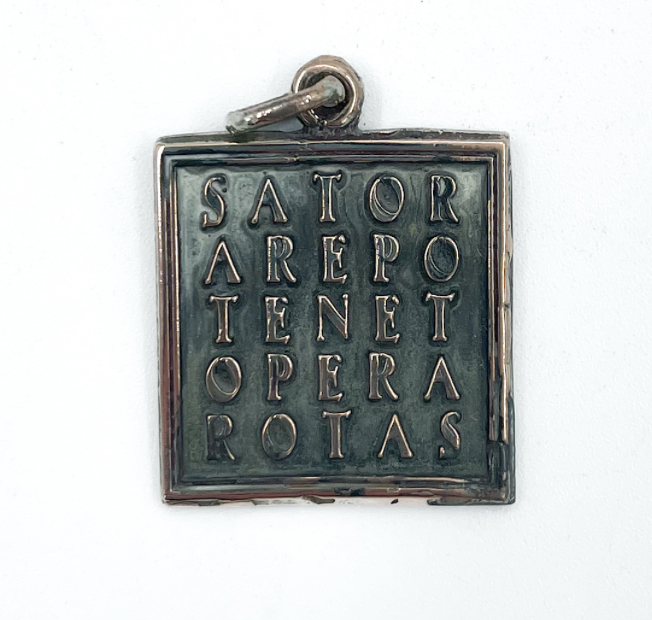 SATOR
AREPO
TENET
OPERA
ROTAS